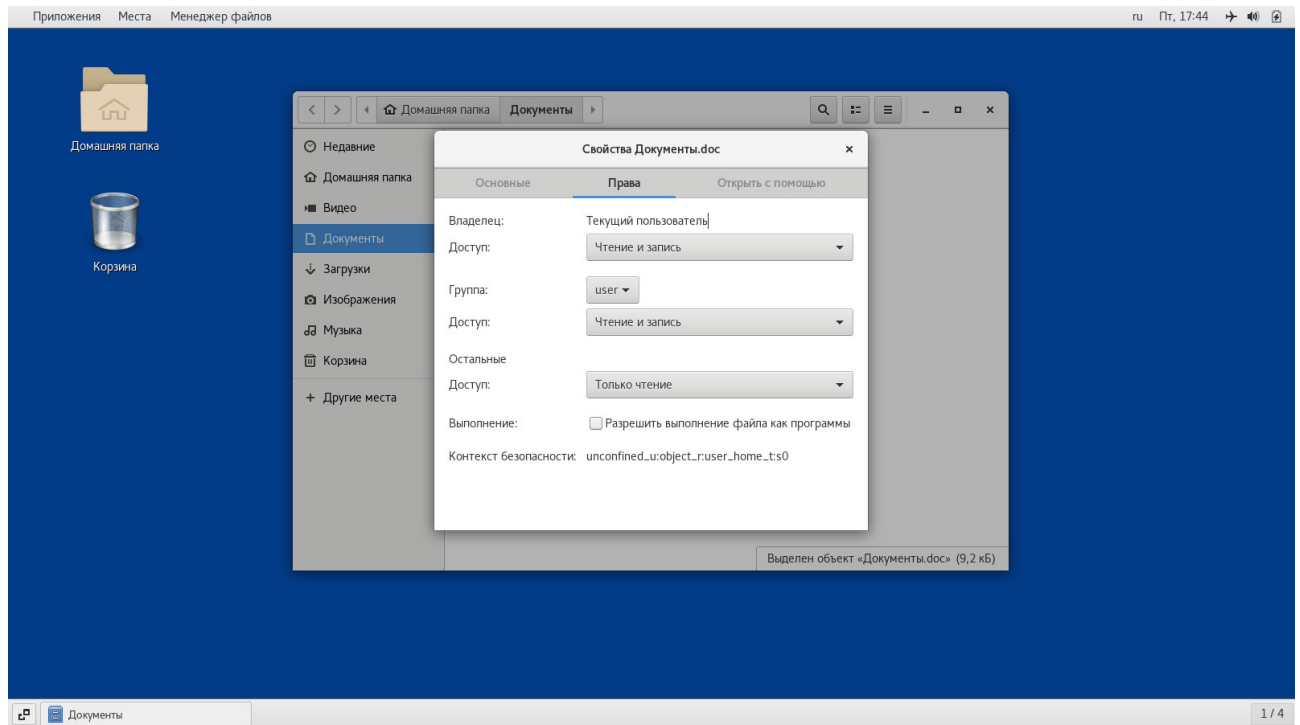 Приложения Места Менеджер файлов ru Пт, 17:44
Домашняя папка
Корзина
Домашняя папка Документы
Недавние
Домашняя папка
Видео
Документы
Загрузки
Изображения
Музыка
Корзина
+ Другие места
Свойства Документы.doc
Основные Права Открыть с помощью
Владелец: Текущий пользователь
Доступ: Чтение и запись
Группа: user
Доступ: Чтение и запись
Остальные
Доступ: Только чтение
Выполнение: Разрешить выполнение файла как программы
Контекст безопасности: unconfined_u:object_r:user_home_t:s0
Выделен объект «Документы.doc» (9,2 кБ)
Документы 1 / 4